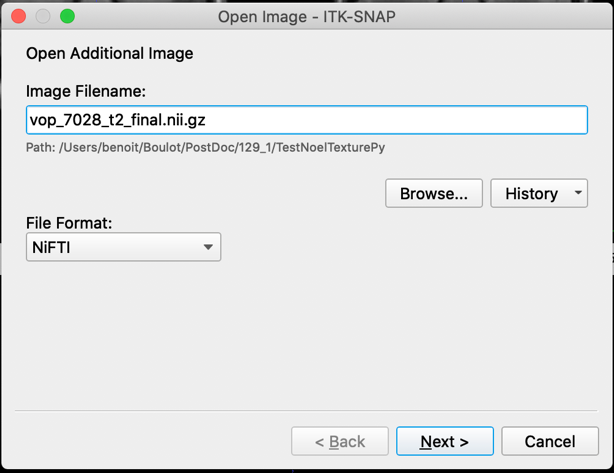 Open Image - ITK-SNAP
Open Additional Image
Image Filename:
vop_7028_t2_final.nii.gz
Path: /Users/benoit/Boulot/PostDoc/129_1/TestNoelTexturePy
Browse... History
File Format:
NiFTI
< Back Next > Cancel